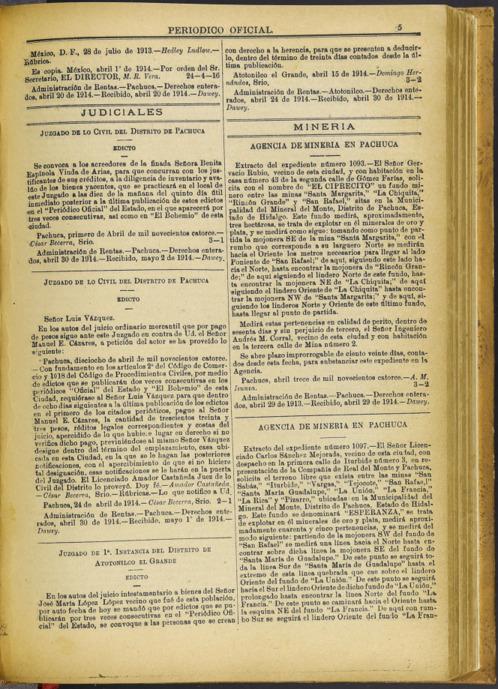 PERIODICO OFICIAL.
5
México, D. F., 28 de julio de 1913.—Hedley Ludlow.—
Rúbrica.
Es copia. México, abril 1º de 1914.—Por orden del Sr.
Secretario, EL DIRECTOR, M. R. Vera. 24—4—16
Administración de Rentas.—Pachuca.—Derechos entera-
dos, abril 20 de 1914.—Recibido, abril 20 de 1914.—Dawey.
JUDICIALES
JUZGADO DE LO CIVIL DEL DISTRITO DE PACHUCA
EDICTO
Se convoca a los acreedores de la finada Señora Benita
Espínola Viuda de Arias, para que concurran con los jus-
tificantes de sus créditos, a la diligencia de inventario y ava-
lúo de los bienes yacentes, que se practicará en el local de
este Juzgado a las diez de la mañana del quinto día útil
inmediato posterior a la última publicación de estos edictos
en el "Periódico Oficial" del Estado, en el que aparecerá por
tres veces consecutivas, así como en "El Bohemio" de esta
ciudad.
Pachuca, primero de Abril de mil novecientos catorce.—
César Becerra, Srio. 3—1
Administración de Rentas.—Pachuca.—Derechos entera-
dos, abril 30 de 1914.—Recibido, mayo 2 de 1914.—Dawey.
JUZGADO DE LO CIVIL DEL DISTRITO DE PACHUCA
EDICTO
Señor Luis Vázquez.
En los autos del juicio ordinario mercantil que por pago
de pesos sigue ante este Juzgado en contra de Ud. el Señor
Manuel E. Cázares, a petición del actor se ha proveído lo
siguiente:
"Pachuca, dieciocho de abril de mil novecientos catorce.
—Con fundamento en los artículos 2º del Código de Comer-
cio y 1018 del Código de Procedimientos Civiles, por medio
de edictos que se publicarán dos veces consecutivas en los
periódicos "Oficial" del Estado y "El Bohemio" de esta
Ciudad, requiérase al Señor Luis Vázquez para que dentro
de ocho días siguientes a la última publicación de los edictos
en el primero de los citados periódicos, pague al Señor
Manuel E. Cázares, la cantidad de trescientos treinta y
tres pesos, réditos legales correspondientes y costas del
juicio, apercibido de lo que hubiere lugar en derecho si no
verifica dicho pago, previniéndose al mismo Señor Vázquez
designe dentro del término del emplazamiento, casa ubi-
cada en esta Ciudad, en la que se le hagan las posteriores
notificaciones, con el apercibimiento de que si no hiciere
tal designación, esas notificaciones se le harán en la puerta
del Juzgado. El Licenciado Amador Castañeda Juez de lo
Civil del Distrito lo proveyó. Doy fé.—Amador Castañeda.
—César Becerra, Srio.—Rúbricas.—Lo que notifico a Ud.
Pachuca, 24 de abril de 1914.—César Becerra, Srio. 2—1
Administración de Rentas.—Pachuca.—Derechos ente-
rados, abril 30 de 1914.—Recibido, mayo 1º de 1914.—
Dawey.
JUZGADO DE 1ª. INSTANCIA DEL DISTRITO DE
ATOTONILCO EL GRANDE
EDICTO
En los autos del juicio intestamentario a bienes del Señor
José María López López vecino que fué de esta población,
por auto fecha de hoy se mandó que por edictos que se pu-
blicarán por tres veces consecutivas en el "Periódico Ofi-
cial" del Estado, se convoque a las personas que se crean
con derecho a la herencia, para que se presenten a deducir-
lo, dentro del término de treinta días contados desde la úl-
tima publicación.
Atotonilco el Grande, abril 15 de 1914.—Domingo Her-
nández, Srio. 3—2
Administración de Rentas.—Atotonilco.—Derechos ente-
rados, abril 24 de 1914.—Recibido, abril 30 de 1914.—
Dawey.
MINERIA
AGENCIA DE MINERIA EN PACHUCA
Extracto del expediente número 1093.—El Señor Ger-
vacio Rubio, vecino de esta ciudad, y con habitación en la
casa número 43 de la segunda calle de Gómez Farías, soli-
cita con el nombre de "EL CIPRECITO" un fundo mi-
nero entre las minas "Santa Margarita," "La Chiquita,"
"Rincón Grande" y "San Rafael," sitas en la Munici-
palidad del Mineral del Monte, Distrito de Pachuca, Es-
tado de Hidalgo. Este fundo medirá, aproximadamente,
tres hectáreas, se trata de explotar en él minerales de oro y
plata, y se medirá como sigue: tomando como punto de par-
tida la mojonera SE de la mina "Santa Margarita," con el
rumbo que corresponde a su larguero Norte se medirán
hacia el Oriente los metros necesarios para llegar al lado
Poniente de "San Rafael;" de aquí, siguiendo este lado ha-
cia el Norte, hasta encontrar la mojonera de "Rincón Gran-
de;" de aquí siguiendo el lindero Norte de este fundo, has-
ta encontrar la mojonera NE de "La Chiquita;" de aquí
siguiendo el lindero Oriente de "La Chiquita" hasta encon-
trar la mojonera NW de "Santa Margarita;" y de aquí, si-
guiendo los linderos Norte y Oriente de este último fundo,
hasta llegar al punto de partida.
Medirá estas pertenencias en calidad de perito, dentro de
sesenta días y sin perjuicio de tercero, el Señor Ingeniero
Andrés M. Corral, vecino de esta ciudad y con habitación
en la tercera calle de Mina número 2.
Se abre plazo improrrogable de ciento veinte días, conta-
dos desde esta fecha, para substanciar este expediente en la
Agencia.
Pachuca, abril trece de mil novecientos catorce.—A. M.
Isunza. 3—2
Administración de Rentas.—Pachuca.—Derechos entera-
dos, abril 29 de 1913.—Recibido, abril 29 de 1914.—Dawey.
AGENCIA DE MINERIA EN PACHUCA
Extracto del expediente número 1097.—El Señor Licen-
ciado Carlos Sánchez Mejorada, vecino de esta ciudad, con
despacho en la primera calle de Iturbide número 3, en re-
presentación de la Compañía de Real del Monte y Pachuca,
solicita el terreno libre que existe entre las minas "San
Sabás," "Iturbide," "Vargas," "Tejocote," "San Rafael,"
"Santa María Guadalupe," "La Unión," "La Francia,"
"La Rica" y "Pizarro," ubicadas en la Municipalidad del
Mineral del Monte, Distrito de Pachuca, Estado de Hidal-
go. Este fundo se denominará "ESPERANZA," se trata
de explotar en él minerales de oro y plata, medirá aproxi-
madamente cuarenta y cinco pertenencias, y se medirá del
modo siguiente: partiendo de la mojonera SW del fundo de
"San Rafael" se medirá una línea hacia el Norte hasta en-
contrar sobre dicha línea la mojonera SE del fundo de
"Santa María de Guadalupe." De este punto se seguirá to-
da la línea Sur de "Santa María de Guadalupe" hasta el
extremo de esta línea quebrada que cae sobre el lindero
Oriente del fundo de "La Unión." De este punto se seguirá
hacia el Sur el lindero Oriente de dicho fundo de "La Unión,"
prolongado hasta encontrar la línea Norte del fundo "La
Francia." De este punto se caminará hacia el Oriente hasta
la esquina NE del fundo "La Francia." De aquí con rum-
bo Sur se seguirá el lindero Oriente del fundo "La Fran-